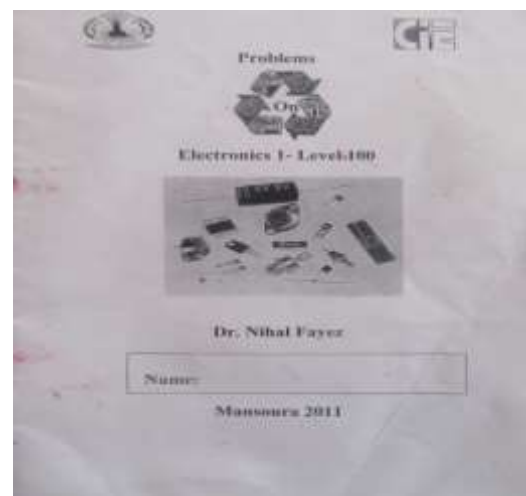 Problems
On
Electronics 1- Level:100
Dr. Nihal Fayez
Name:
Mansoura 2011